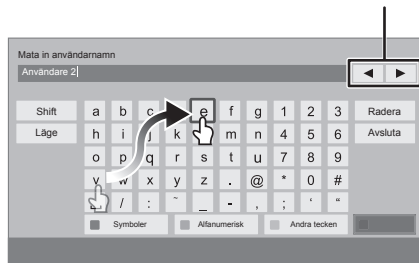 Mata in användarnamn
Användare 2
Shift a b c e f g 1 2 3 Radera
Läge h i j k m n 4 5 6 Avsluta
o p q r s t u 7 8 9
v w x y z . @ * 0 #
/ : ~ _ - , ; ‘ “
Symboler Alfanumerisk Andra tecken